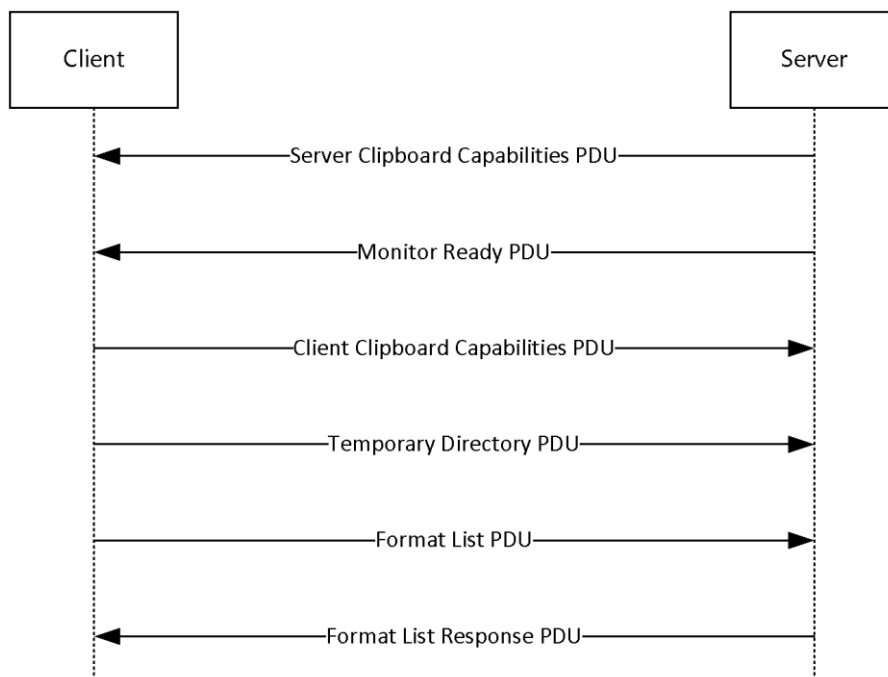 Client
Server
Server Clipboard Capabilities PDU
Monitor Ready PDU
Client Clipboard Capabilities PDU
Temporary Directory PDU
Format List PDU
Format List Response PDU